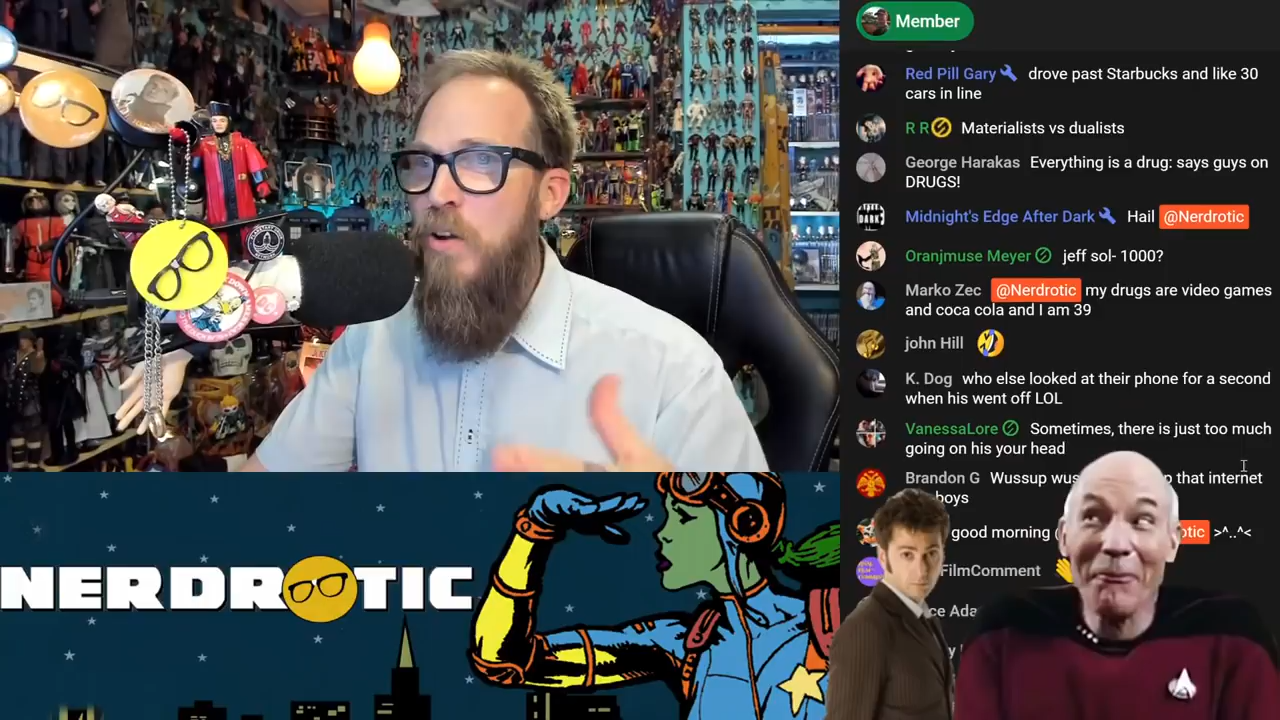 Member
Red Pill Gary drove past Starbucks and like 30
cars in line
R R Materialists vs dualists
George Harakas Everything is a drug: says guys on
DRUGS!
Midnight's Edge After Dark Hail @Nerdrotic
Oranjmuse Meyer jeff sol- 1000?
Marko Zec @Nerdrotic my drugs are video games
and coca cola and I am 39
john Hill
K. Dog who else looked at their phone for a second
when his went off LOL
VanessaLore Sometimes, there is just too much
going on his your head
Brandon G Wussup that internet
boys
good morning >^..^<
FilmComment
NERDROTIC